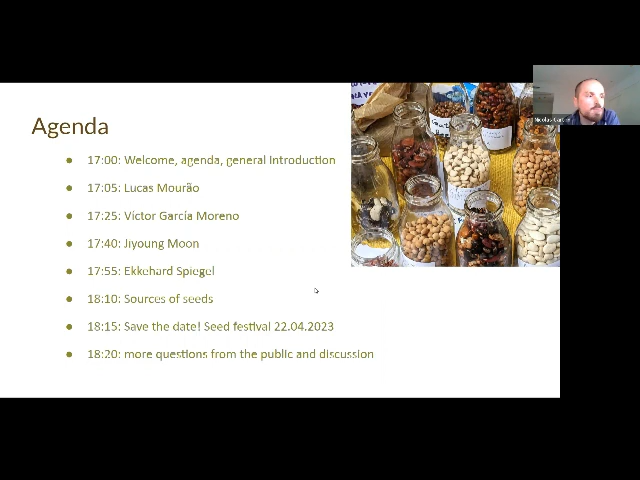 Agenda
● 17:00: Welcome, agenda, general introduction
● 17:05: Lucas Mourão
● 17:25: Víctor García Moreno
● 17:40: Jiyoung Moon
● 17:55: Ekkehard Spiegel
● 18:10: Sources of seeds
● 18:15: Save the date! Seed festival 22.04.2023
● 18:20: more questions from the public and discussion